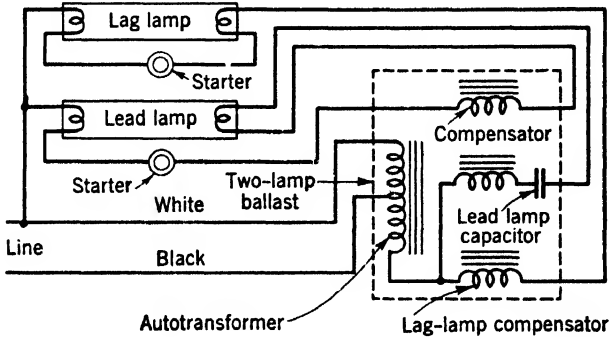 Lag lamp
Starter
Lead lamp
Compensator
Starter
Two-lamp
ballast
White
Lead lamp
capacitor
Line
Black
Autotransformer
Lag-lamp compensator